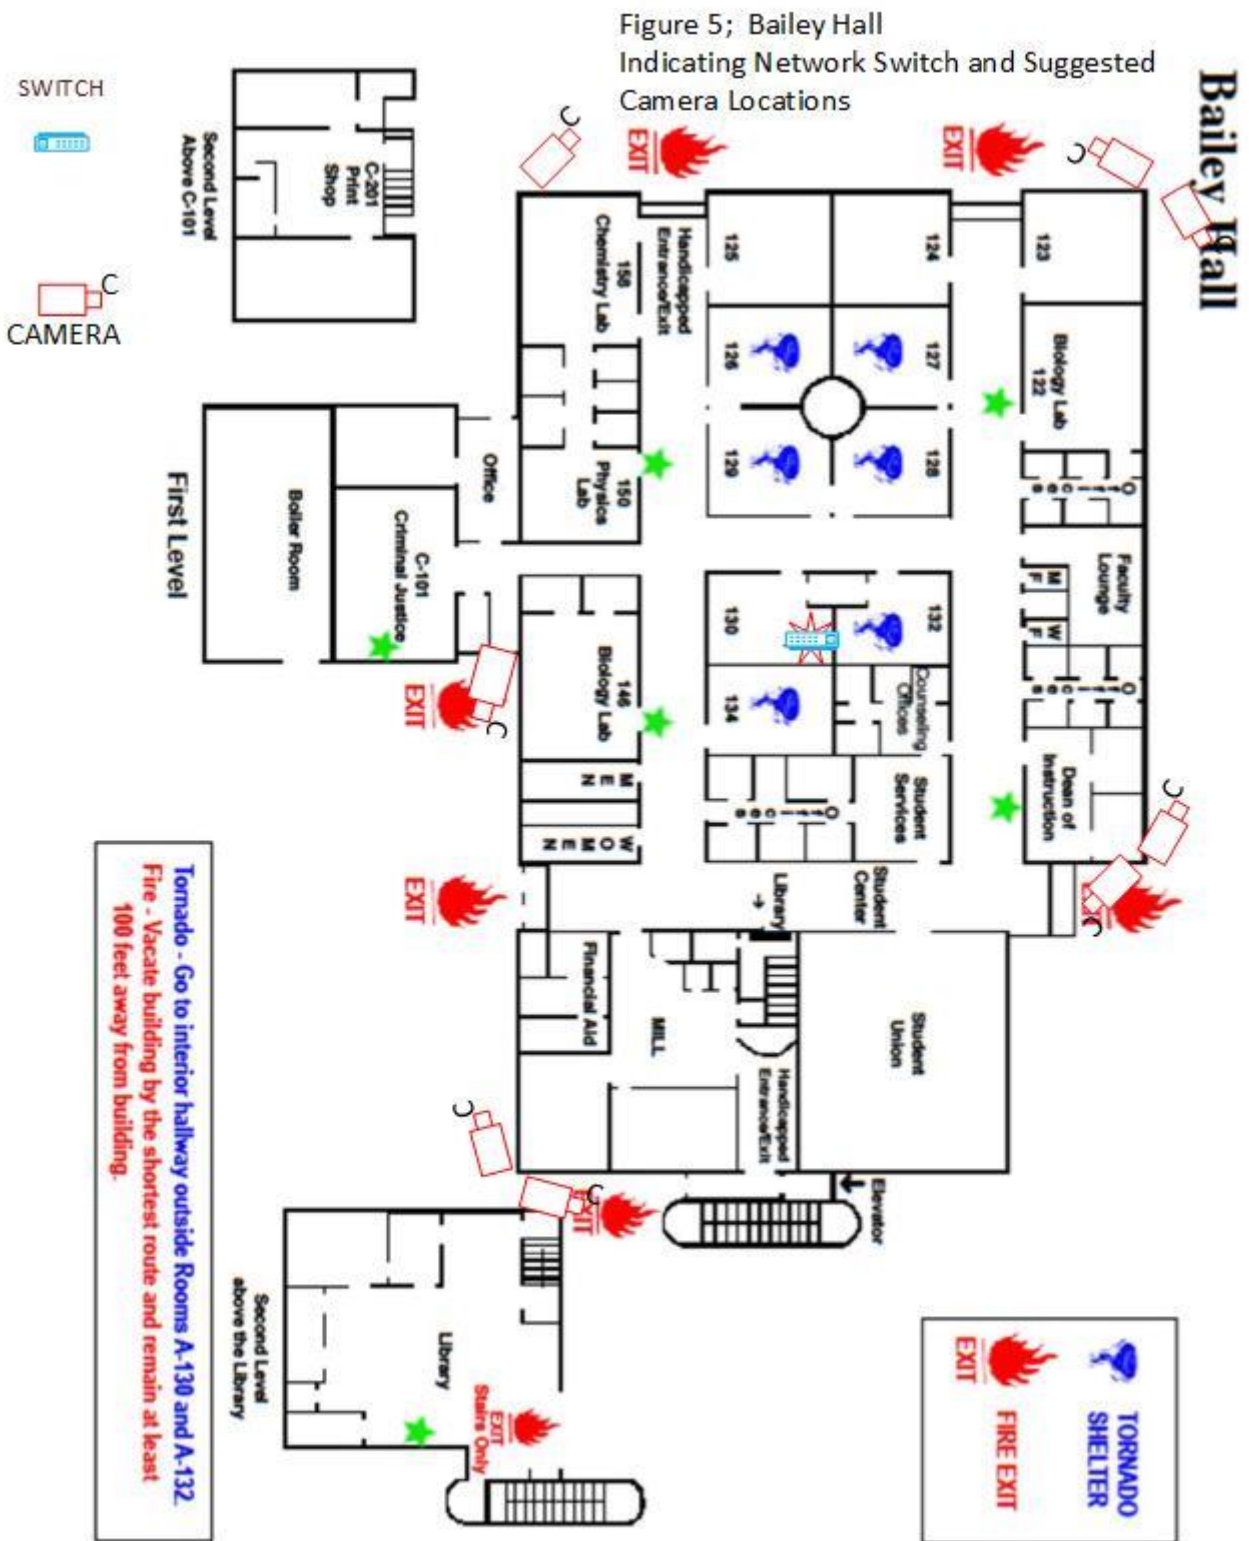 Figure 5; Bailey Hall
Indicating Network Switch and Suggested
Camera Locations
Bailey Hall
SWITCH
C
CAMERA
Second Level
Above C-101
C-201
Print
Shop
C
EXIT
EXIT
C
C
123
124
125
Handicapped
Entrance/Exit
158
Chemistry Lab
Biology Lab
122
127
126
128
129
150
Physics
Lab
Office
Offices
Faculty
Lounge
M
F
W
F
Offices
C-101
Criminal Justice
Boiler Room
First Level
132
130
134
Counseling
Offices
146
Biology Lab
EXIT
C
MEN
WOMEN
Student
Services
Offices
Dean of
Instruction
C
C
EXIT
Student
Center
Library
Financial Aid
MILL
Student
Union
Handicapped
Entrance/Exit
Elevator
C
C
EXIT
Library
EXIT
Stairs Only
Second Level
above the Library
Tornado - Go to interior hallway outside Rooms A-130 and A-132.
Fire - Vacate building by the shortest route and remain at least
100 feet away from building.
TORNADO
SHELTER
EXIT
FIRE EXIT